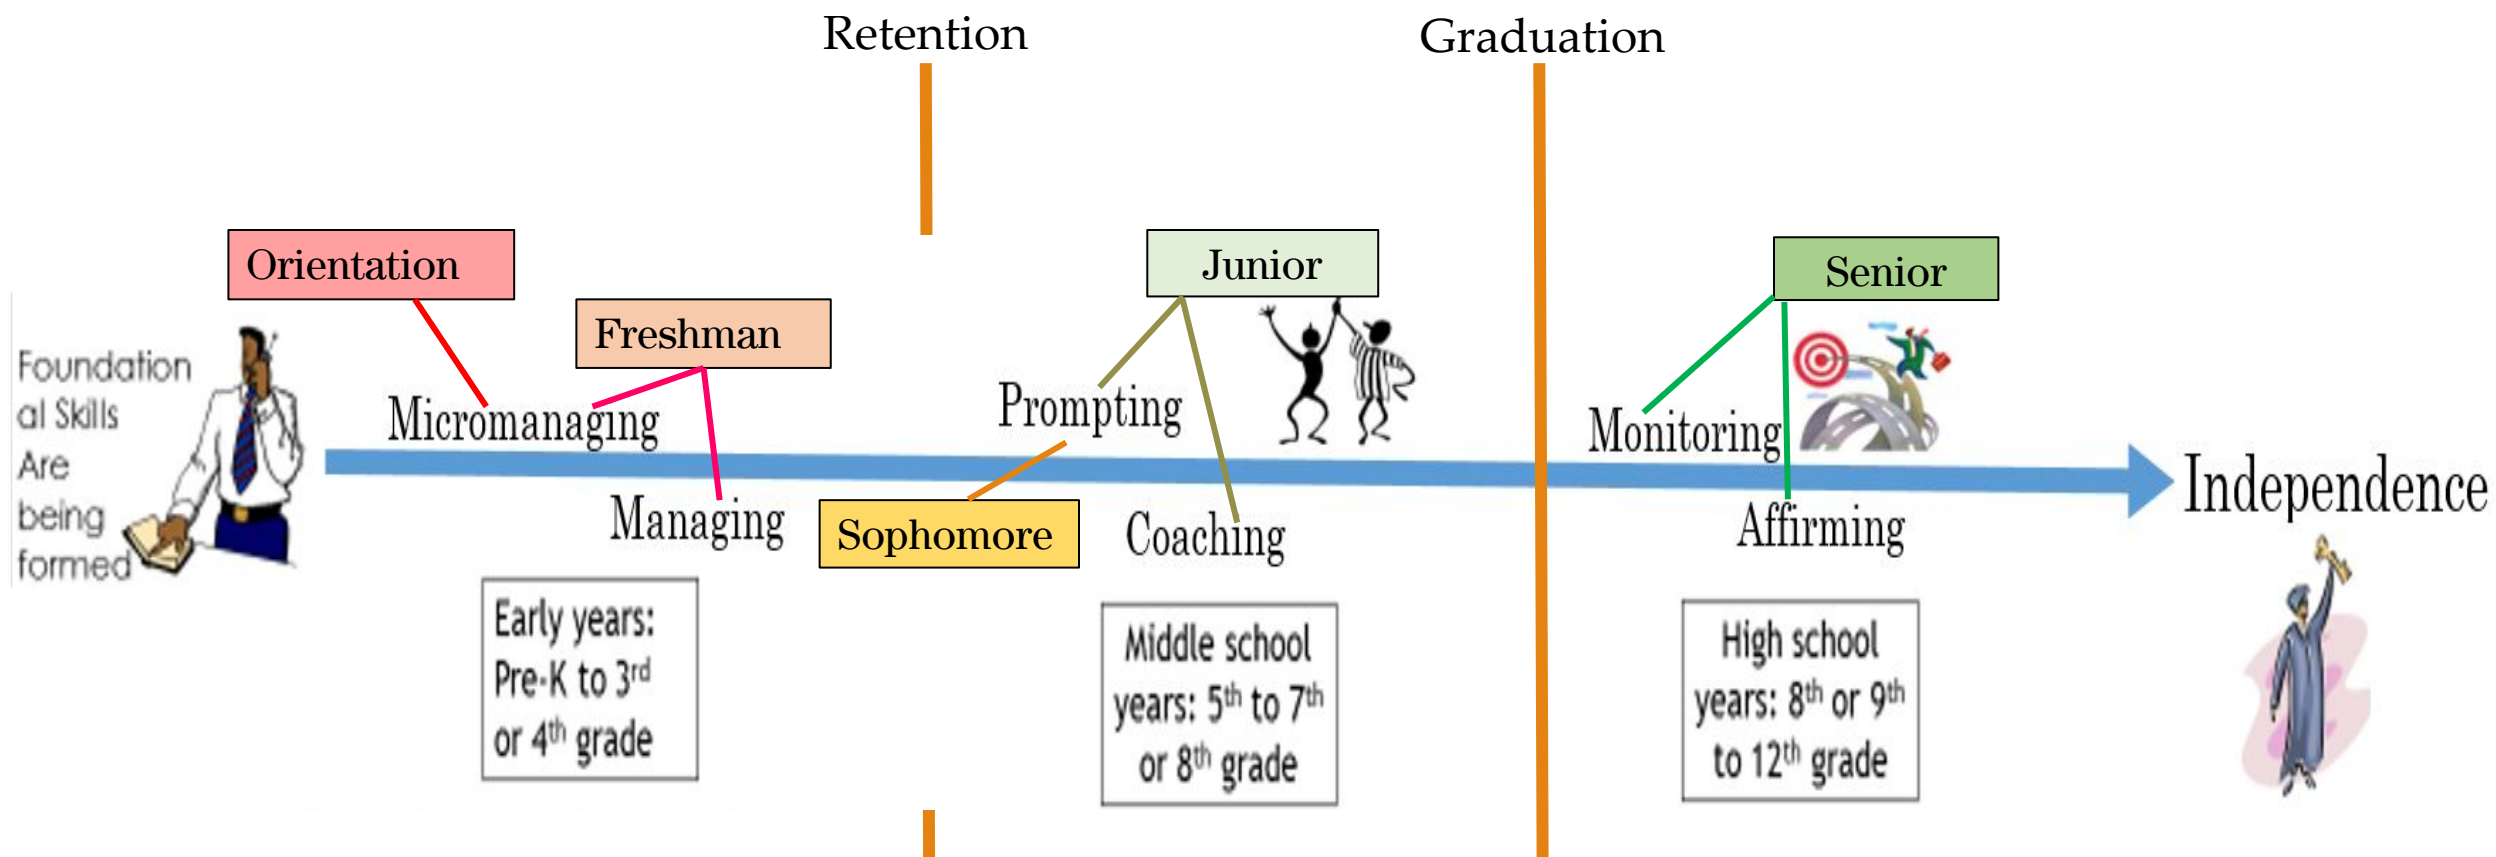 Retention
Graduation
Orientation
Junior
Senior
Freshman
Foundation
al Skills
Are
being
formed
Micromanaging
Prompting
Monitoring
Independence
Managing
Sophomore
Coaching
Affirming
Early years:
Pre-K to 3rd
or 4th grade
Middle school
years: 5th to 7th
or 8th grade
High school
years: 8th or 9th
to 12th grade